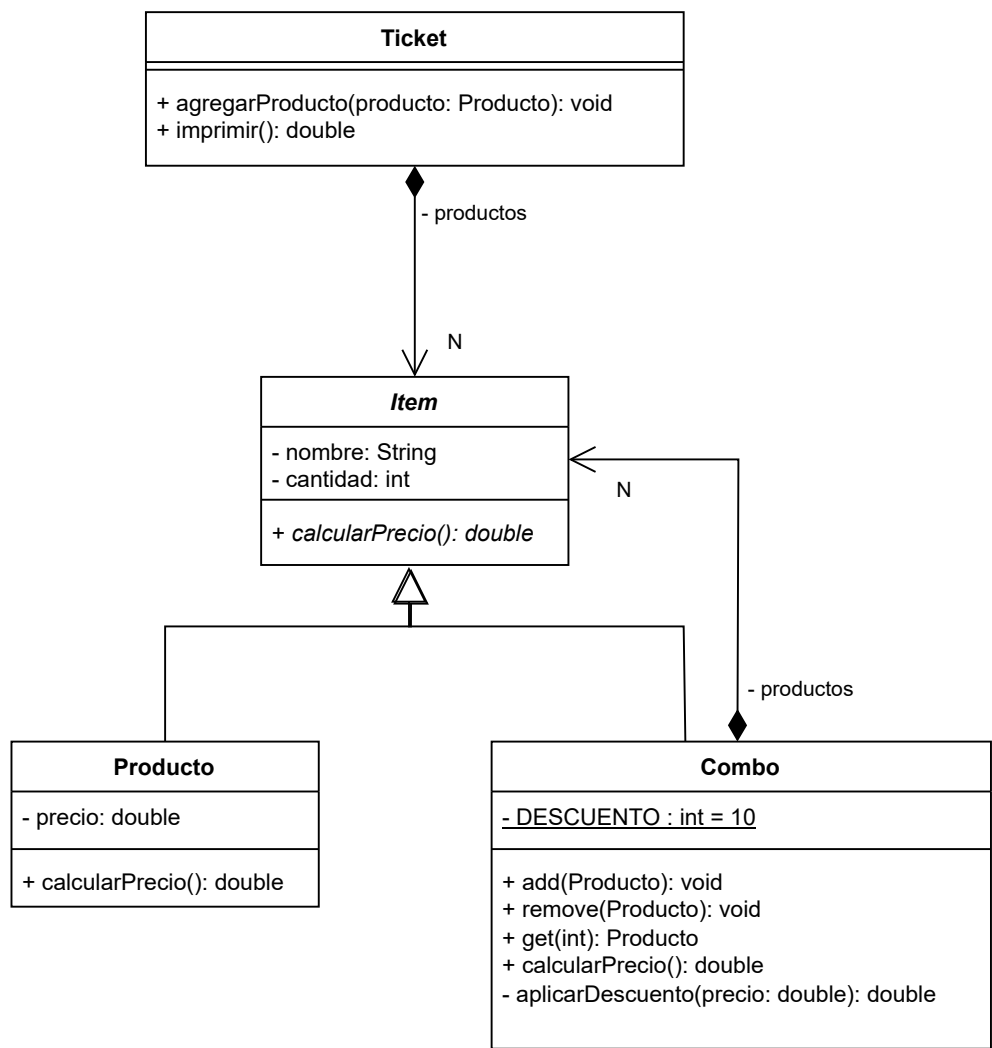 Ticket
+ agregarProducto(producto: Producto): void
+ imprimir(): double
- productos
N
Item
- nombre: String
- cantidad: int
+ calcularPrecio(): double
N
- productos
Producto
- precio: double
+ calcularPrecio(): double
Combo
- DESCUENTO : int = 10
+ add(Producto): void
+ remove(Producto): void
+ get(int): Producto
+ calcularPrecio(): double
- aplicarDescuento(precio: double): double